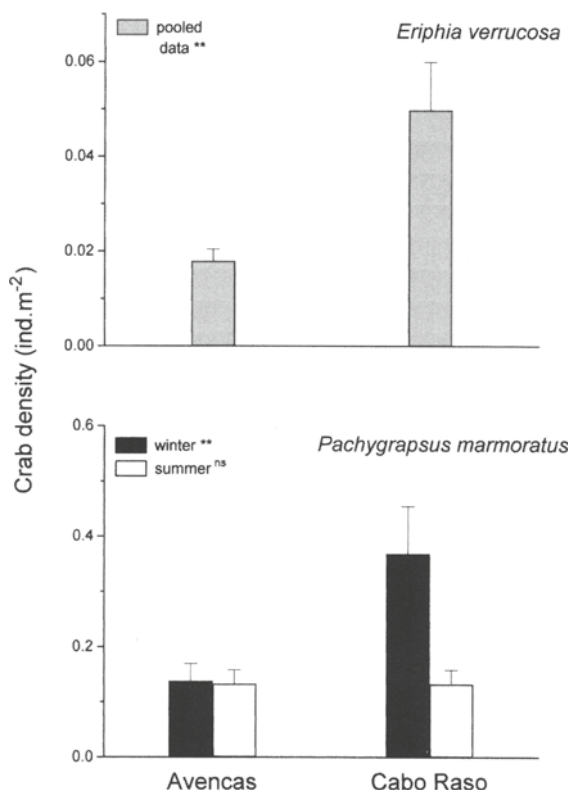 pooled
data **
Eriphia verrucosa
0.06
0.04
0.02
0.00
Crab density (ind.m⁻²)
winter **
summer ns
Pachygrapsus marmoratus
0.6
0.4
0.2
0.0
Avencas
Cabo Raso